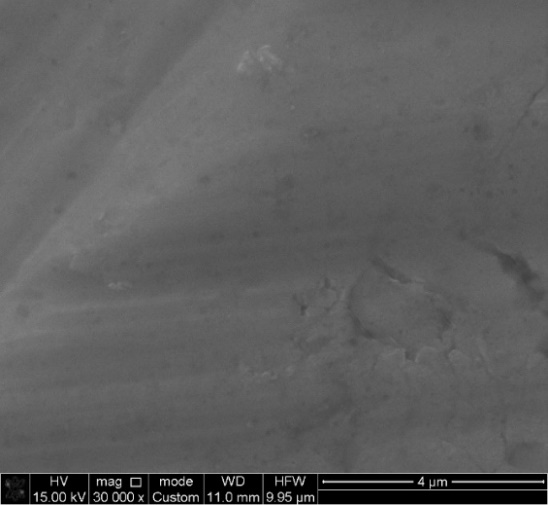 HV mag □ mode WD HFW 4 µm
15.00 kV 30 000 x Custom 11.0 mm 9.95 µm